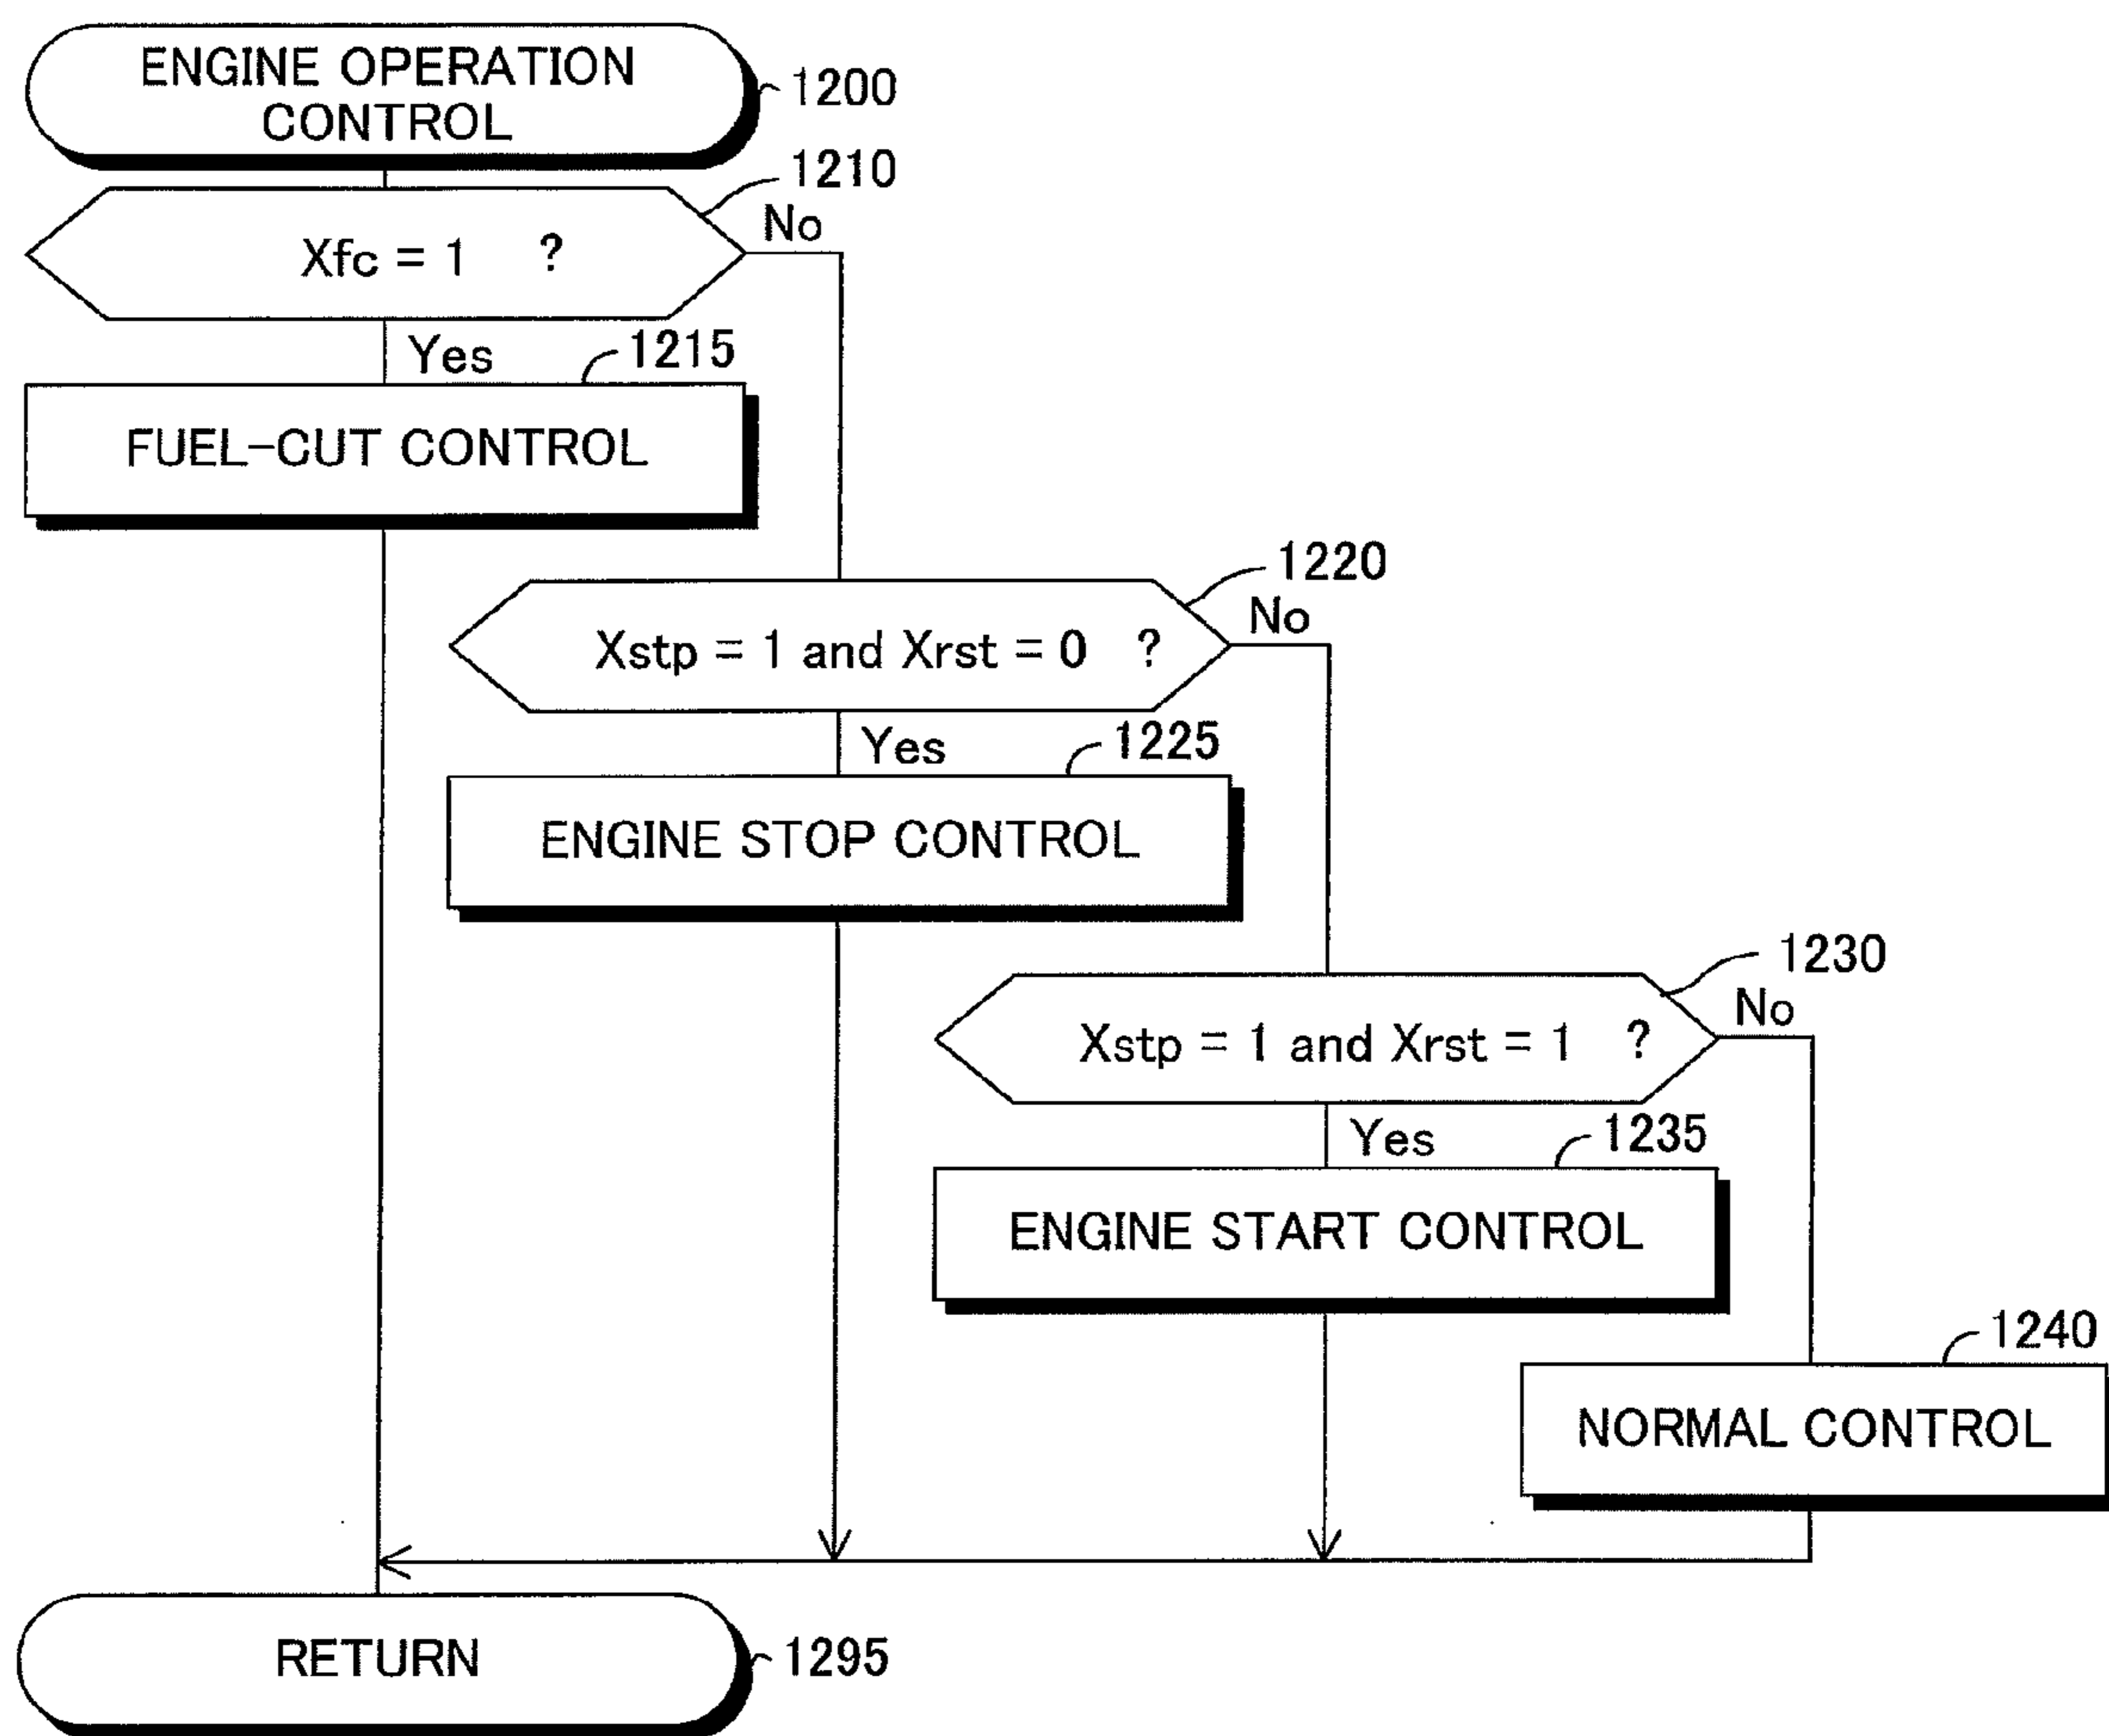 ENGINE OPERATION
CONTROL
1200
1210
Xfc = 1 ?
No
Yes
1215
FUEL-CUT CONTROL
1220
Xstp = 1 and Xrst = 0 ?
No
Yes
1225
ENGINE STOP CONTROL
1230
Xstp = 1 and Xrst = 1 ?
No
Yes
1235
ENGINE START CONTROL
1240
NORMAL CONTROL
RETURN
1295